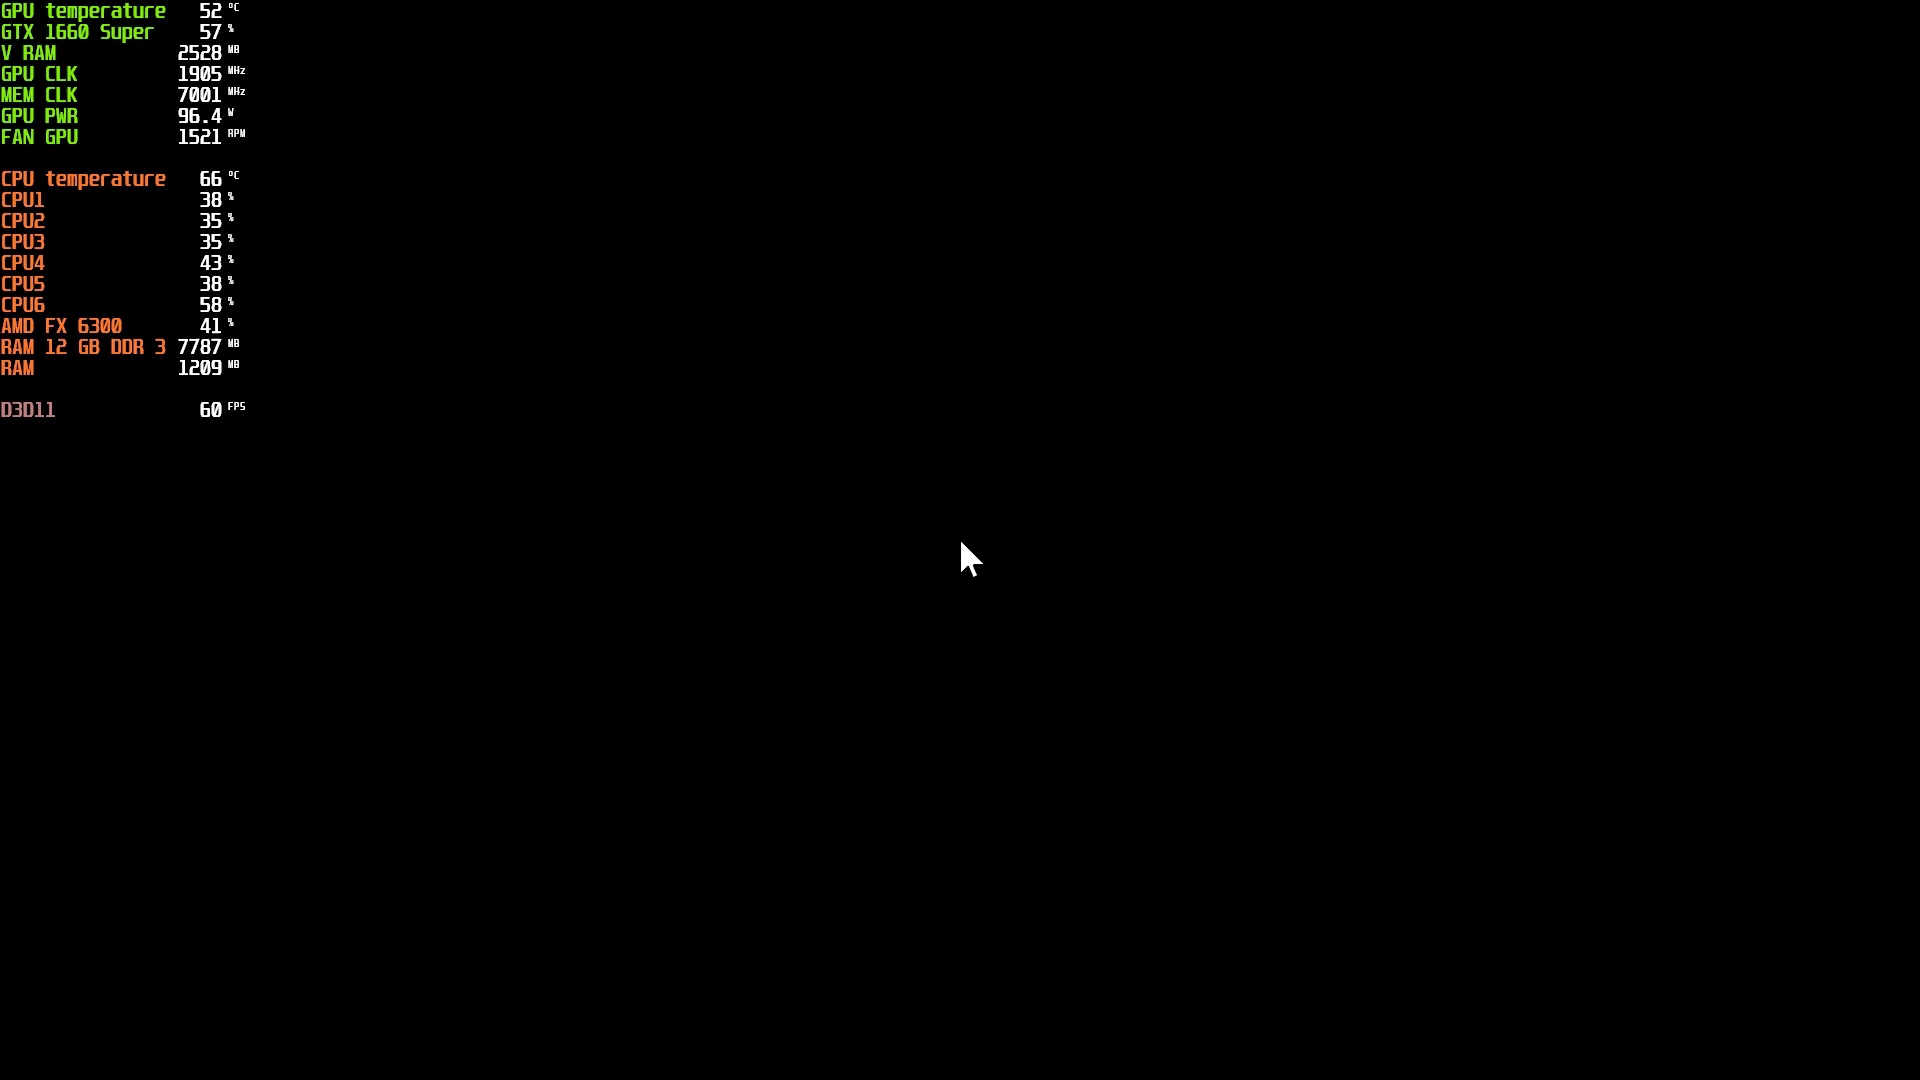 GPU temperature 52 °C
GTX 1660 Super 57 %
V RAM 2528 MB
GPU CLK 1905 MHz
MEM CLK 7001 MHz
GPU PWR 96.4 W
FAN GPU 1521 RPM
CPU temperature 66 °C
CPU1 38 %
CPU2 35 %
CPU3 35 %
CPU4 43 %
CPU5 38 %
CPU6 58 %
AMD FX 6300 41 %
RAM 12 GB DDR 3 7787 MB
RAM 1209 MB
D3D11 60 FPS